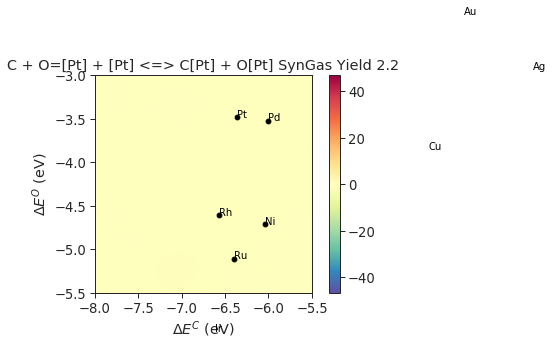 Au
C + O=[Pt] + [Pt] <=> C[Pt] + O[Pt] SynGas Yield 2.2
Ag
−3.0
−3.5
−4.0
−4.5
−5.0
−5.5
ΔE^O (eV)
Pt
Pd
Rh
Ni
Ru
40
20
0
−20
−40
Cu
−8.0 −7.5 −7.0 −6.5 −6.0 −5.5
ΔE^C (eV)
Ir